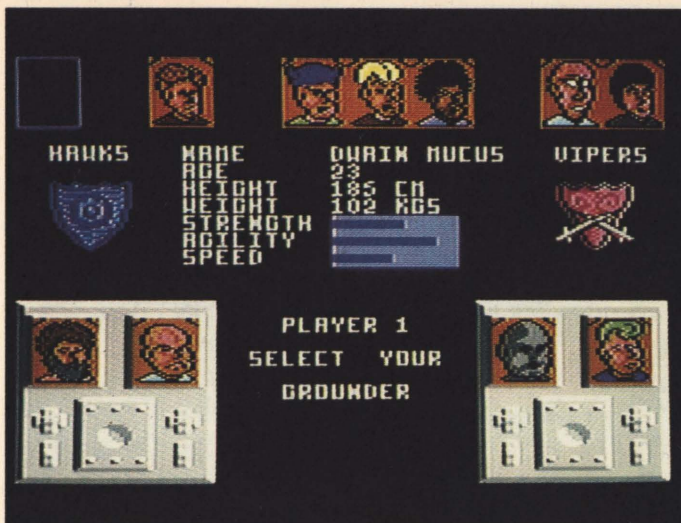 HAWKS
VIPERS
NAME DWAIN MUCUS
AGE 23
HEIGHT 185 CM
WEIGHT 102 KGS
STRENGTH
AGILITY
SPEED
PLAYER 1
SELECT YOUR
GROUNDER